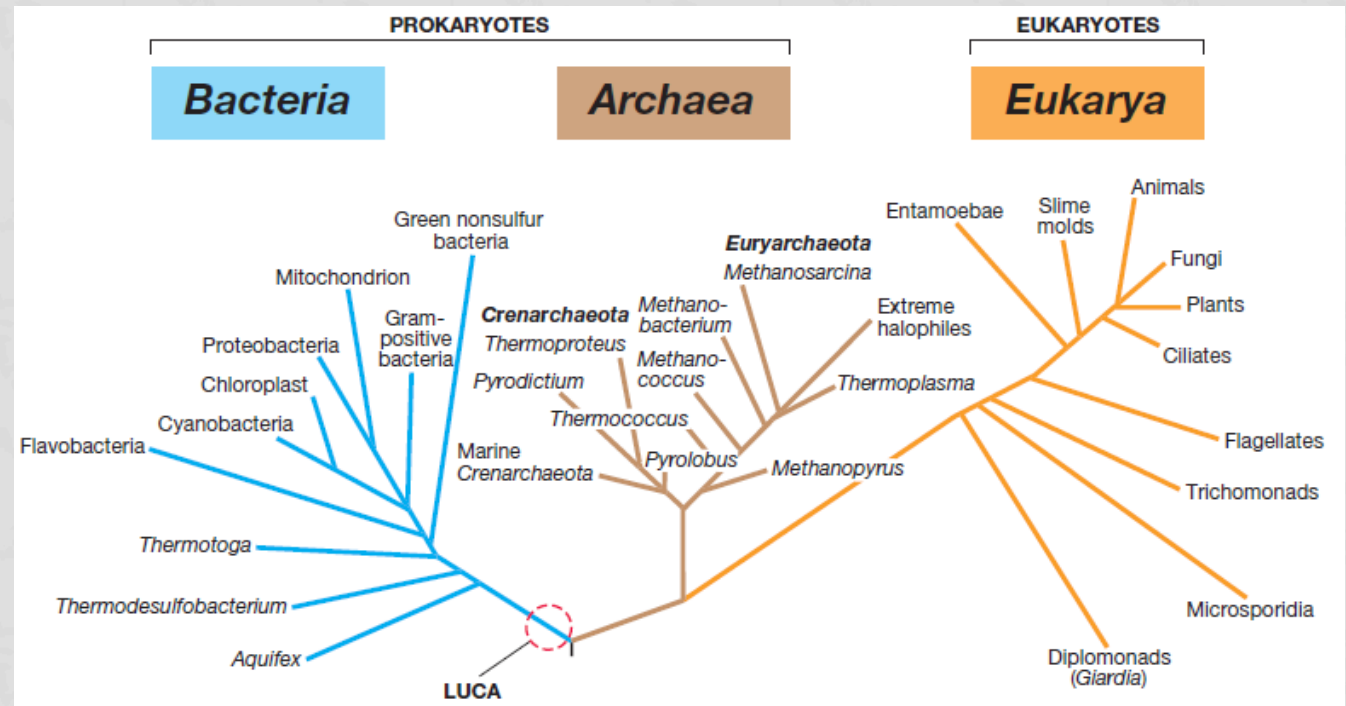 PROKARYOTES
EUKARYOTES
Bacteria
Archaea
Eukarya
Green nonsulfur
bacteria
Mitochondrion
Gram-
positive
bacteria
Proteobacteria
Chloroplast
Cyanobacteria
Flavobacteria
Thermotoga
Thermodesulfobacterium
Aquifex
LUCA
Crenarchaeota
Thermoproteus
Pyrodictium
Thermococcus
Marine
Crenarchaeota
Pyrolobus
Euryarchaeota
Methanosarcina
Methano-
bacterium
Methano-
coccus
Extreme
halophiles
Thermoplasma
Methanopyrus
Entamoebae
Slime
molds
Animals
Fungi
Plants
Ciliates
Flagellates
Trichomonads
Microsporidia
Diplomonads
(Giardia)